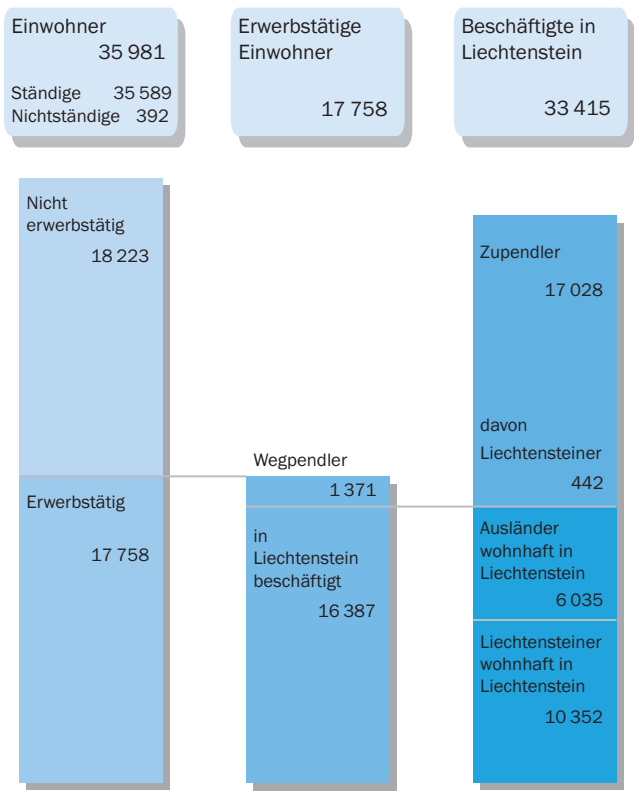 Einwohner
35 981
Ständige 35 589
Nichtständige 392
Erwerbstätige
Einwohner
17 758
Beschäftigte in
Liechtenstein
33 415
Nicht
erwerbstätig
18 223
Erwerbstätig
17 758
Wegpendler
1 371
in
Liechtenstein
beschäftigt
16 387
Zupendler
17 028
davon
Liechtensteiner
442
Ausländer
wohnhaft in
Liechtenstein
6 035
Liechtensteiner
wohnhaft in
Liechtenstein
10 352